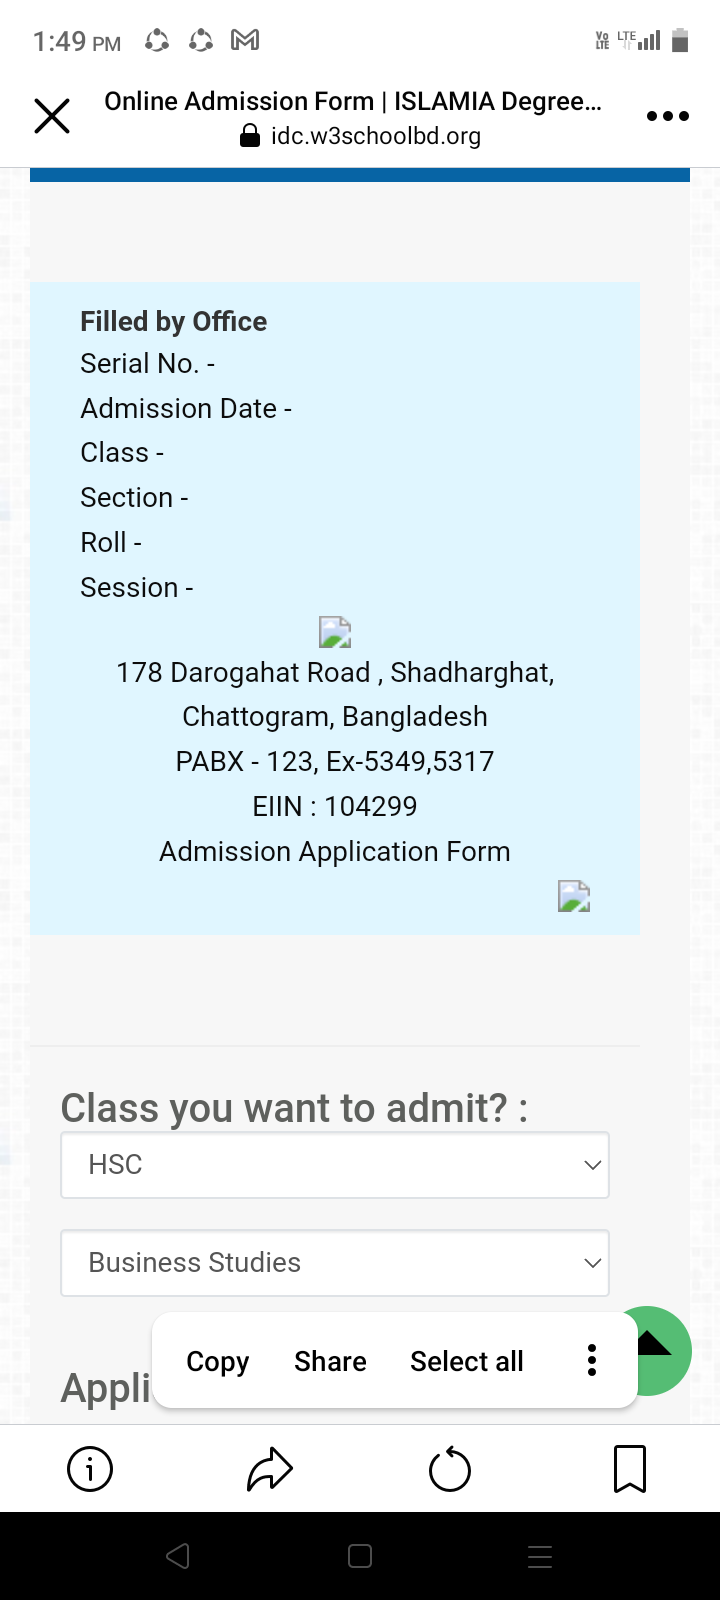 1:49 PM
Vo LTE LTE
Online Admission Form | ISLAMIA Degree...
idc.w3schoolbd.org
Filled by Office
Serial No. -
Admission Date -
Class -
Section -
Roll -
Session -
178 Darogahat Road , Shadharghat,
Chattogram, Bangladesh
PABX - 123, Ex-5349,5317
EIIN : 104299
Admission Application Form
Class you want to admit? :
HSC
Business Studies
Copy Share Select all
Appli